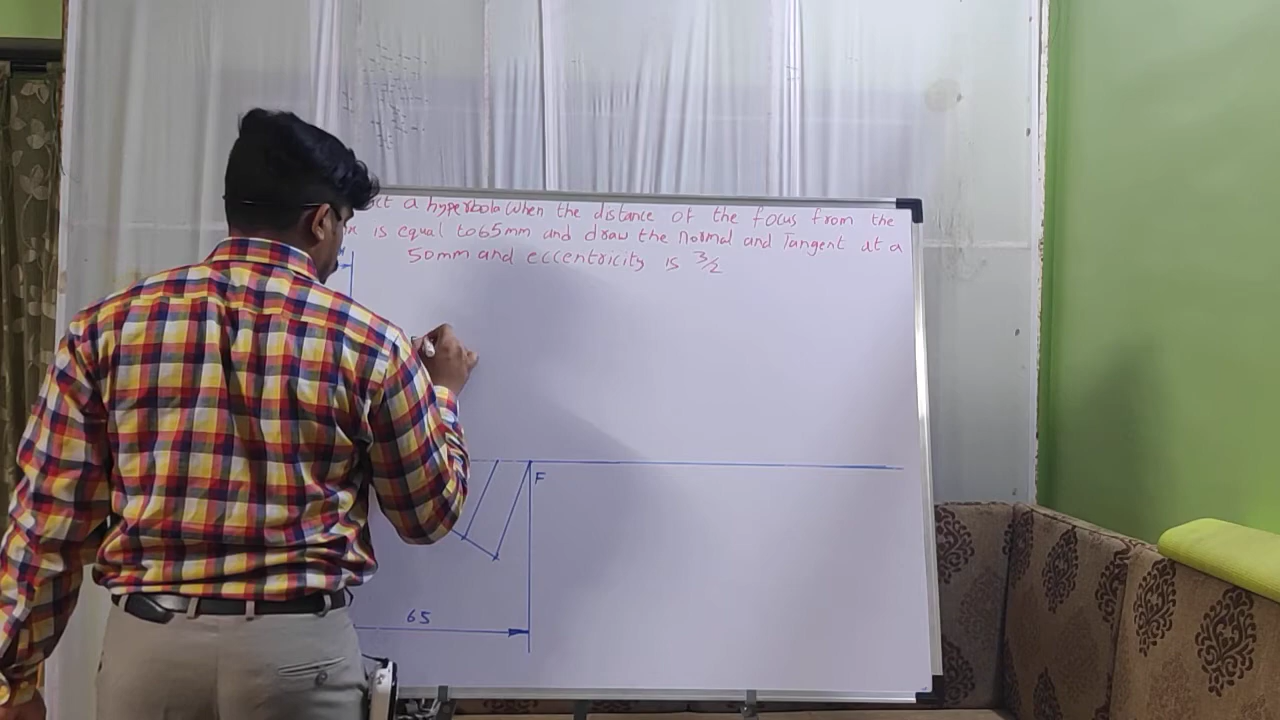 a hyperbola when the distance of the focus from the
is equal to 65mm and draw the normal and Tangent at a
50mm and eccentricity is 3/2
F
65